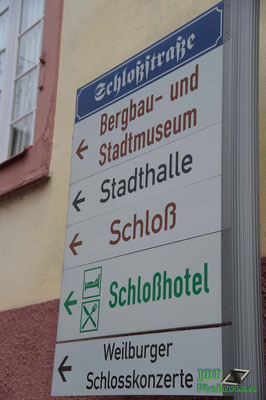 Schloßstraße
Bergbau- und
Stadtmuseum
Stadthalle
Schloß
Schloßhotel
Weilburger
Schlosskonzerte